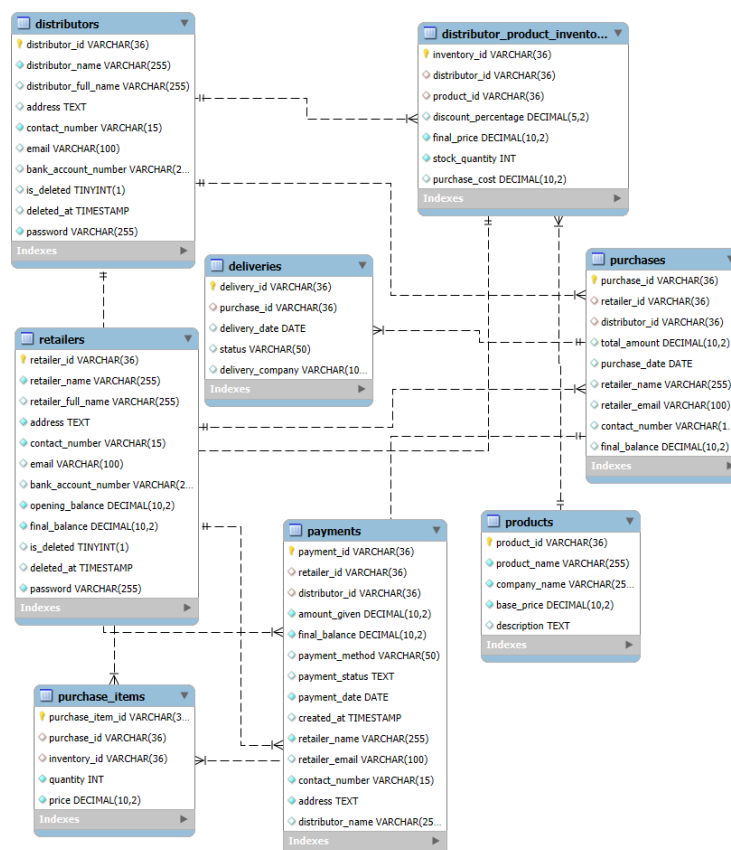 distributors
distributor_id VARCHAR(36)
distributor_name VARCHAR(255)
distributor_full_name VARCHAR(255)
address TEXT
contact_number VARCHAR(15)
email VARCHAR(100)
bank_account_number VARCHAR(2...
is_deleted TINYINT(1)
deleted_at TIMESTAMP
password VARCHAR(255)
Indexes
distributor_product_invento...
inventory_id VARCHAR(36)
distributor_id VARCHAR(36)
product_id VARCHAR(36)
discount_percentage DECIMAL(5,2)
final_price DECIMAL(10,2)
stock_quantity INT
purchase_cost DECIMAL(10,2)
Indexes
deliveries
delivery_id VARCHAR(36)
purchase_id VARCHAR(36)
delivery_date DATE
status VARCHAR(50)
delivery_company VARCHAR(10...
Indexes
purchases
purchase_id VARCHAR(36)
retailer_id VARCHAR(36)
distributor_id VARCHAR(36)
total_amount DECIMAL(10,2)
purchase_date DATE
retailer_name VARCHAR(255)
retailer_email VARCHAR(100)
contact_number VARCHAR(1...
final_balance DECIMAL(10,2)
Indexes
retailers
retailer_id VARCHAR(36)
retailer_name VARCHAR(255)
retailer_full_name VARCHAR(255)
address TEXT
contact_number VARCHAR(15)
email VARCHAR(100)
bank_account_number VARCHAR(2...
opening_balance DECIMAL(10,2)
final_balance DECIMAL(10,2)
is_deleted TINYINT(1)
deleted_at TIMESTAMP
password VARCHAR(255)
Indexes
payments
payment_id VARCHAR(36)
retailer_id VARCHAR(36)
distributor_id VARCHAR(36)
amount_given DECIMAL(10,2)
final_balance DECIMAL(10,2)
payment_method VARCHAR(50)
payment_status TEXT
payment_date DATE
created_at TIMESTAMP
retailer_name VARCHAR(255)
retailer_email VARCHAR(100)
contact_number VARCHAR(15)
address TEXT
distributor_name VARCHAR(25...
Indexes
products
product_id VARCHAR(36)
product_name VARCHAR(255)
company_name VARCHAR(25...
base_price DECIMAL(10,2)
description TEXT
Indexes
purchase_items
purchase_item_id VARCHAR(3...
purchase_id VARCHAR(36)
inventory_id VARCHAR(36)
quantity INT
price DECIMAL(10,2)
Indexes